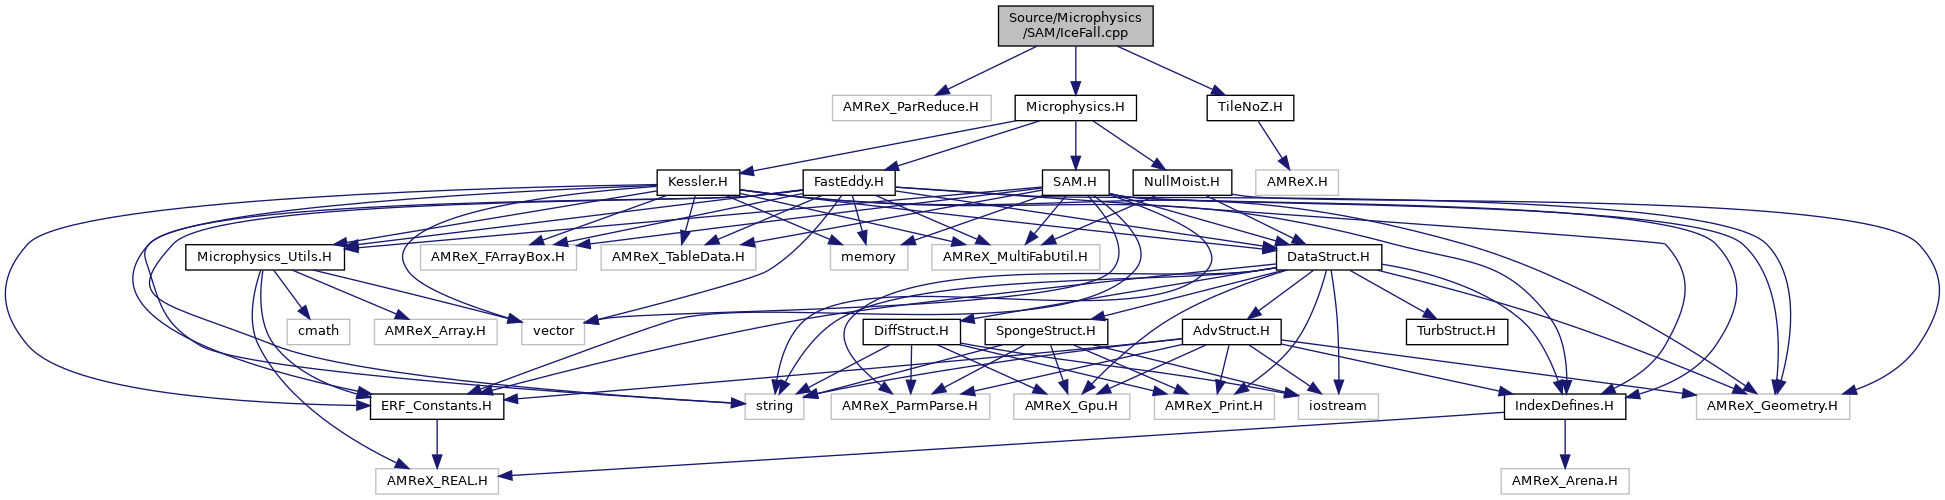 Source/Microphysics
/SAM/IceFall.cpp
AMReX_ParReduce.H
Microphysics.H
TileNoZ.H
Kessler.H
FastEddy.H
SAM.H
NullMoist.H
AMReX.H
Microphysics_Utils.H
AMReX_FArrayBox.H
AMReX_TableData.H
memory
AMReX_MultiFabUtil.H
DataStruct.H
cmath
AMReX_Array.H
vector
DiffStruct.H
SpongeStruct.H
AdvStruct.H
TurbStruct.H
ERF_Constants.H
string
AMReX_ParmParse.H
AMReX_Gpu.H
AMReX_Print.H
iostream
IndexDefines.H
AMReX_Geometry.H
AMReX_REAL.H
AMReX_Arena.H